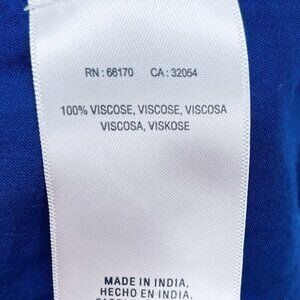 RN : 66170 CA : 32054
100% VISCOSE, VISCOSE, VISCOSA
VISCOSA, VISKOSE
MADE IN INDIA,
HECHO EN INDIA,